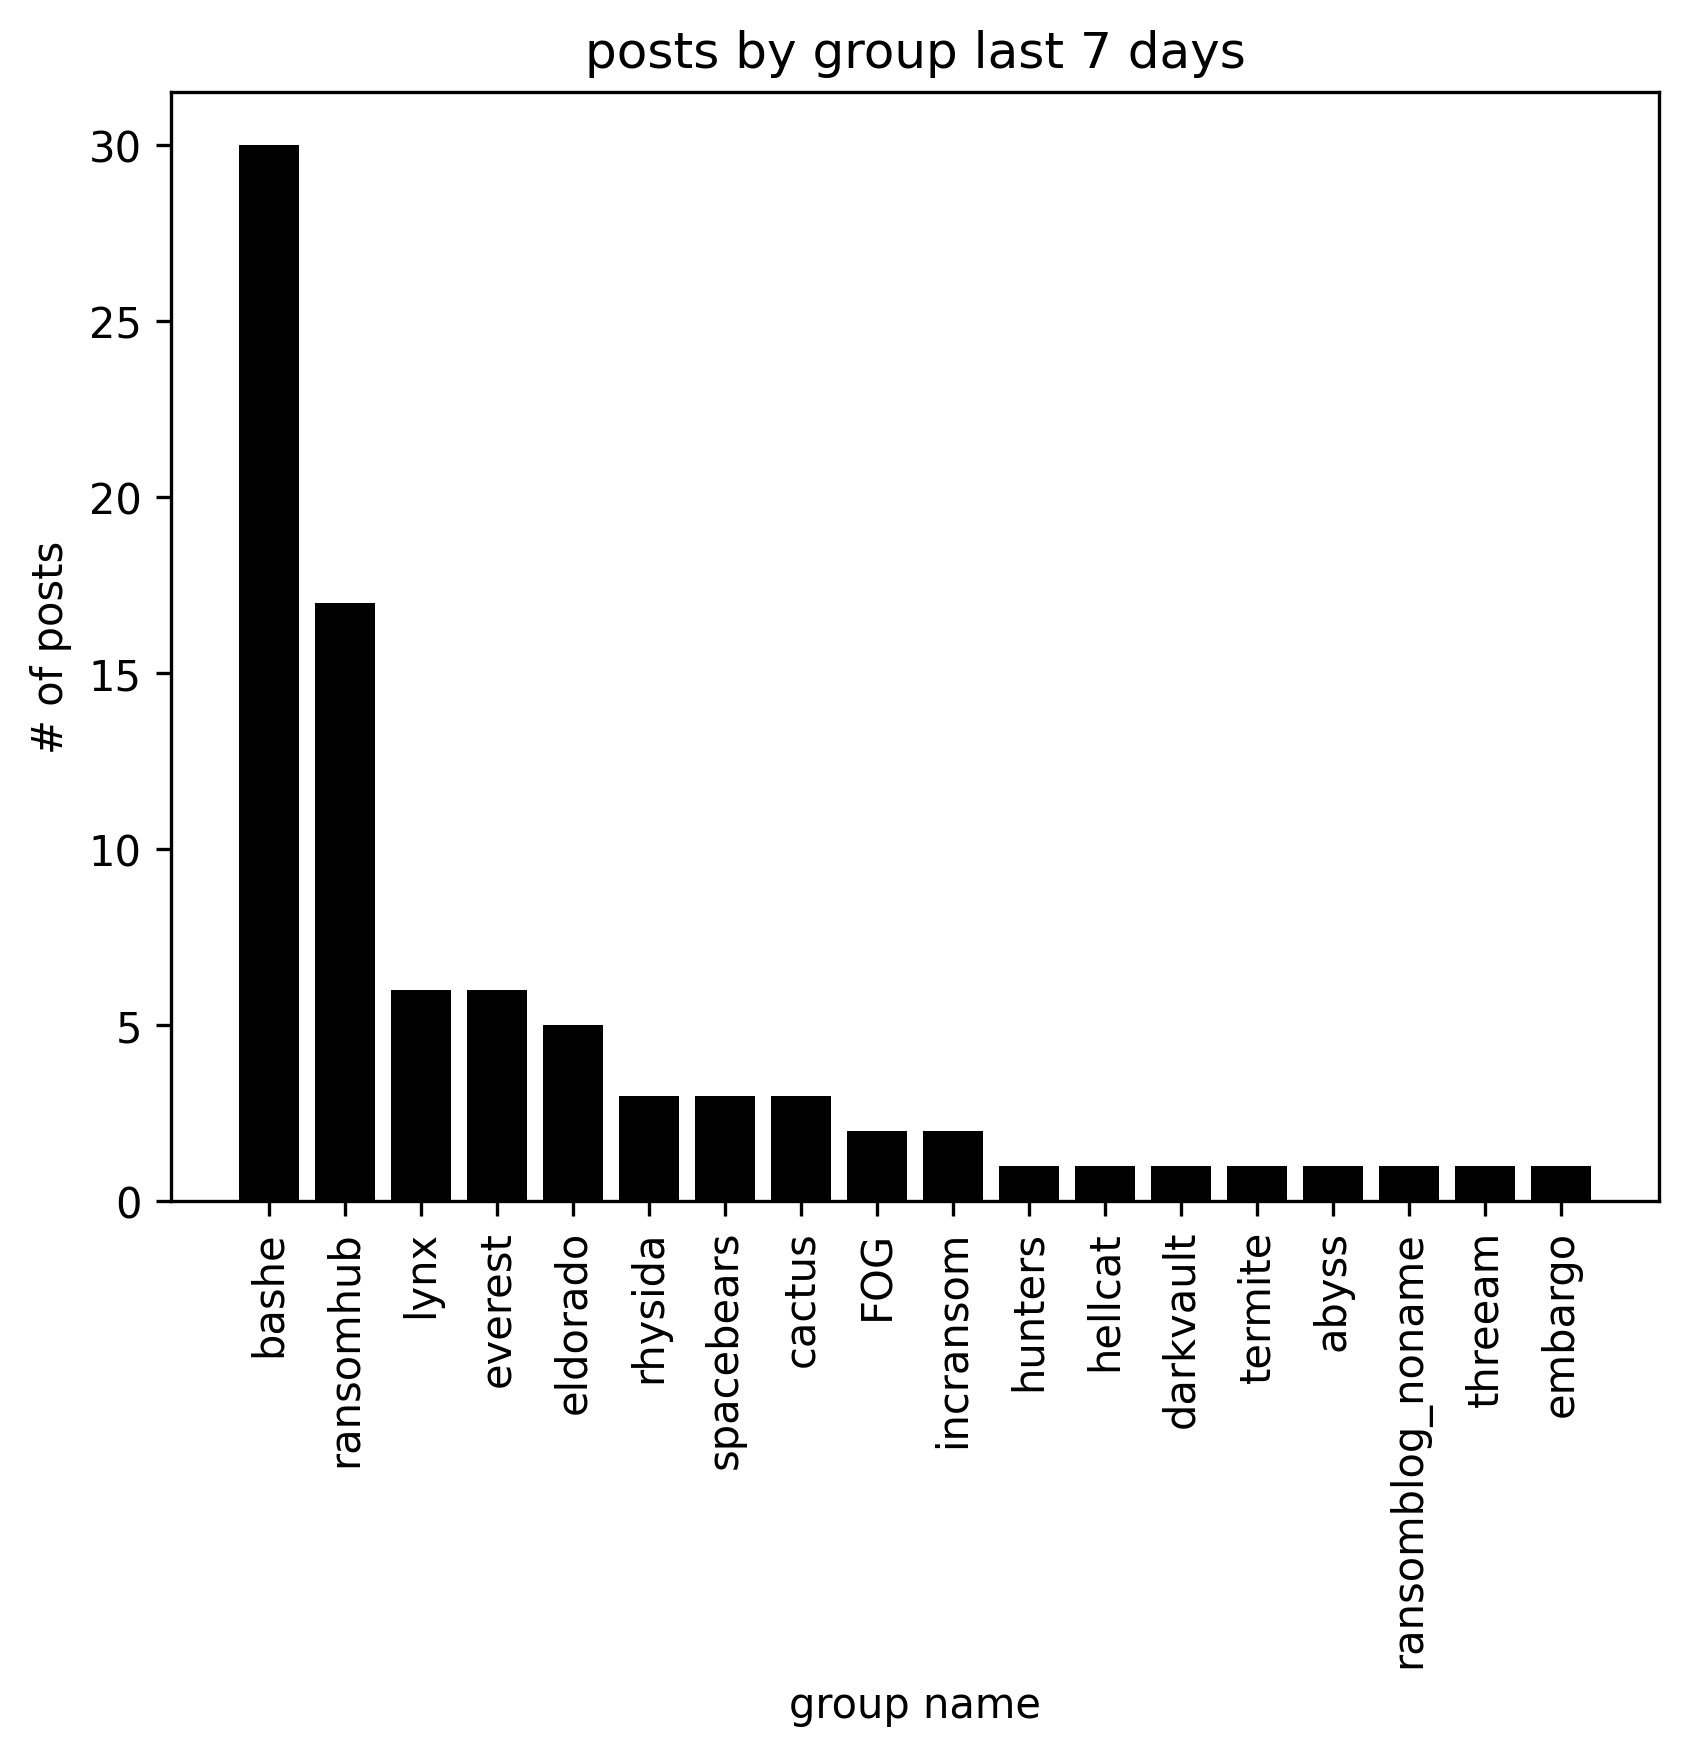 posts by group last 7 days
# of posts
30
25
20
15
10
5
0
bashe
ransomhub
lynx
everest
eldorado
rhysida
spacebears
cactus
FOG
incransom
hunters
hellcat
darkvault
termite
abyss
ransomblog_noname
threeam
embargo
group name